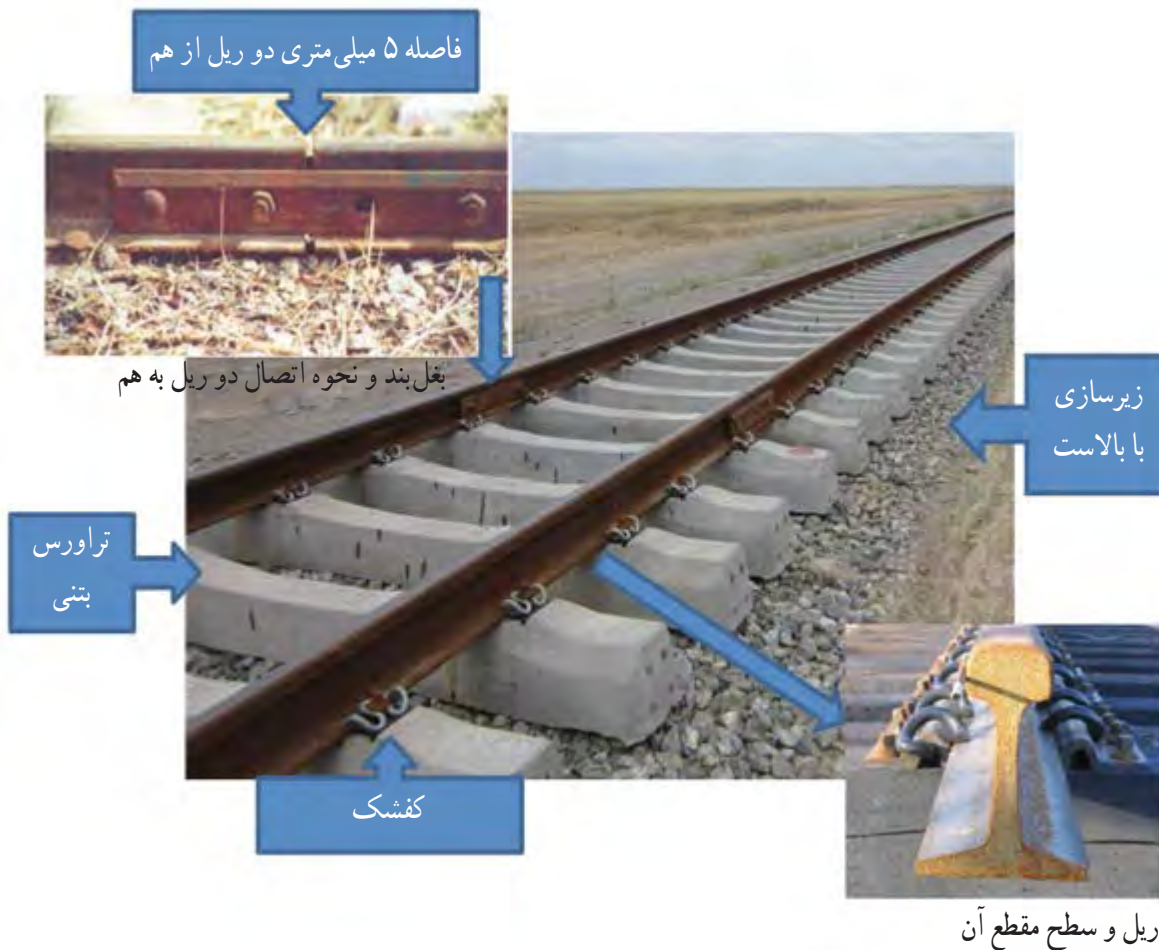 فاصله ۵ میلی‌متری دو ریل از هم
بغل‌بند و نحوه اتصال دو ریل به هم
زیرسازی
با بالاست
تراورس
بتنی
کفشک
ریل و سطح مقطع آن